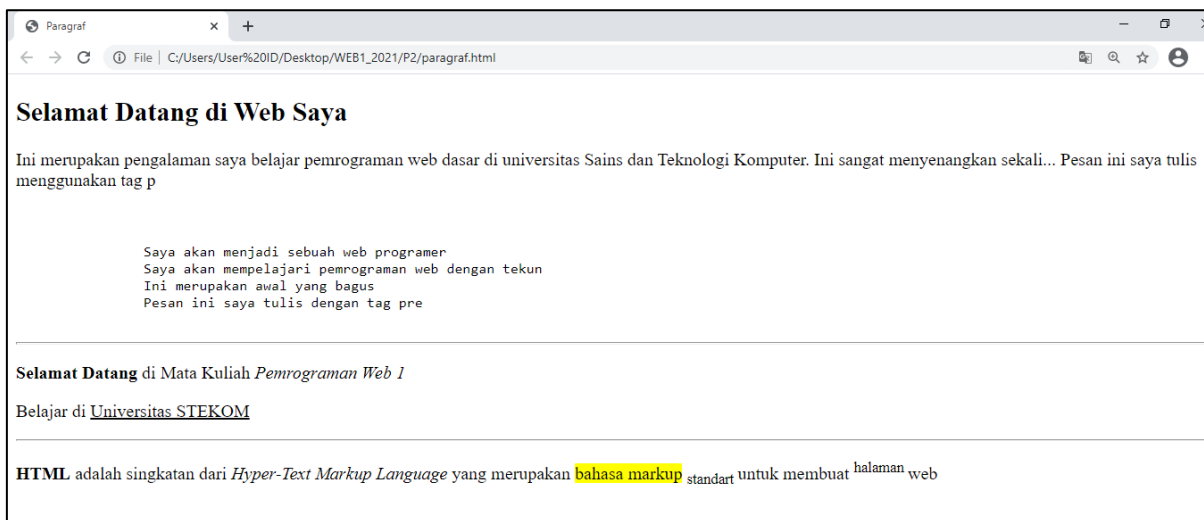 Paragraf
File C:/Users/User%20ID/Desktop/WEB1_2021/P2/paragraf.html
Selamat Datang di Web Saya
Ini merupakan pengalaman saya belajar pemrograman web dasar di universitas Sains dan Teknologi Komputer. Ini sangat menyenangkan sekali... Pesan ini saya tulis
menggunakan tag p
Saya akan menjadi sebuah web programer
Saya akan mempelajari pemrograman web dengan tekun
Ini merupakan awal yang bagus
Pesan ini saya tulis dengan tag pre
Selamat Datang di Mata Kuliah Pemrograman Web 1
Belajar di Universitas STEKOM
HTML adalah singkatan dari Hyper-Text Markup Language yang merupakan bahasa markup standart untuk membuat halaman web